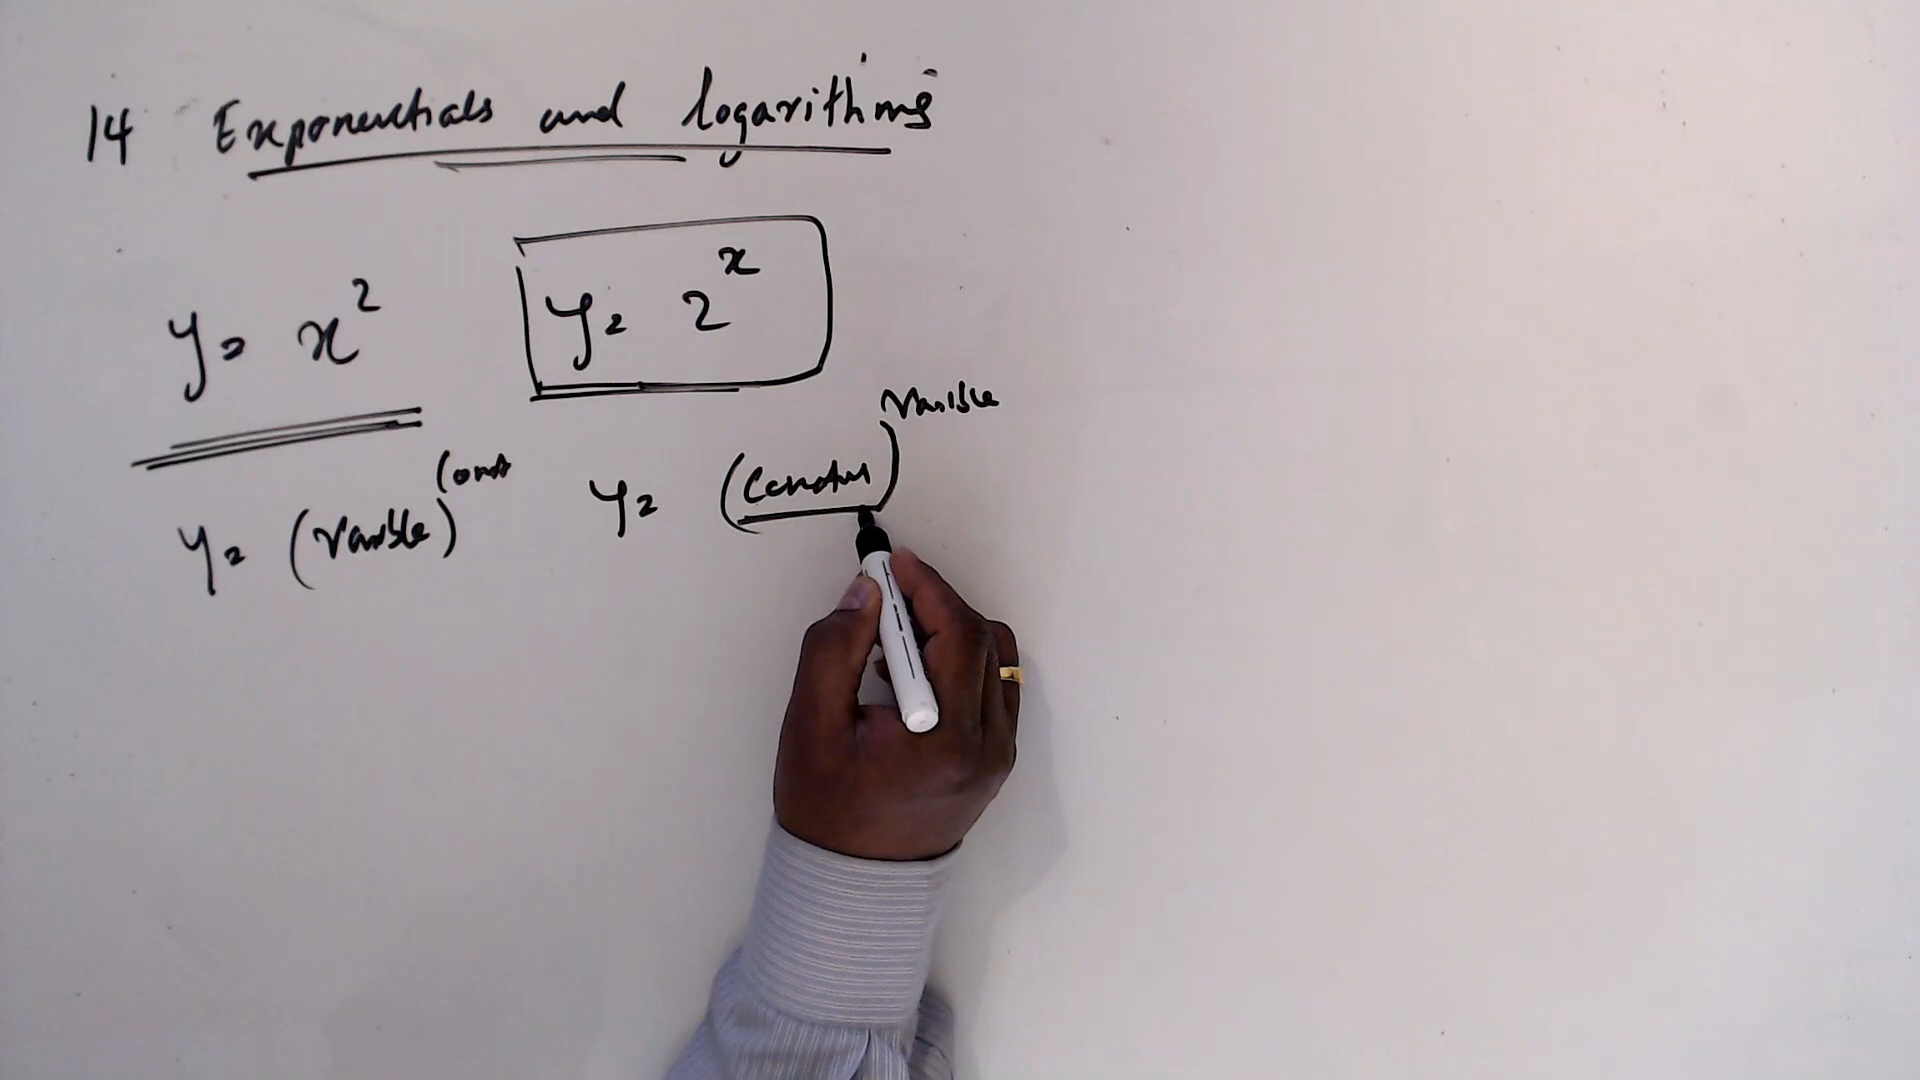 14 Exponentials and logarithms
y = x² y = 2ˣ
y = (Variable)^Const y = (Constant)^Variable